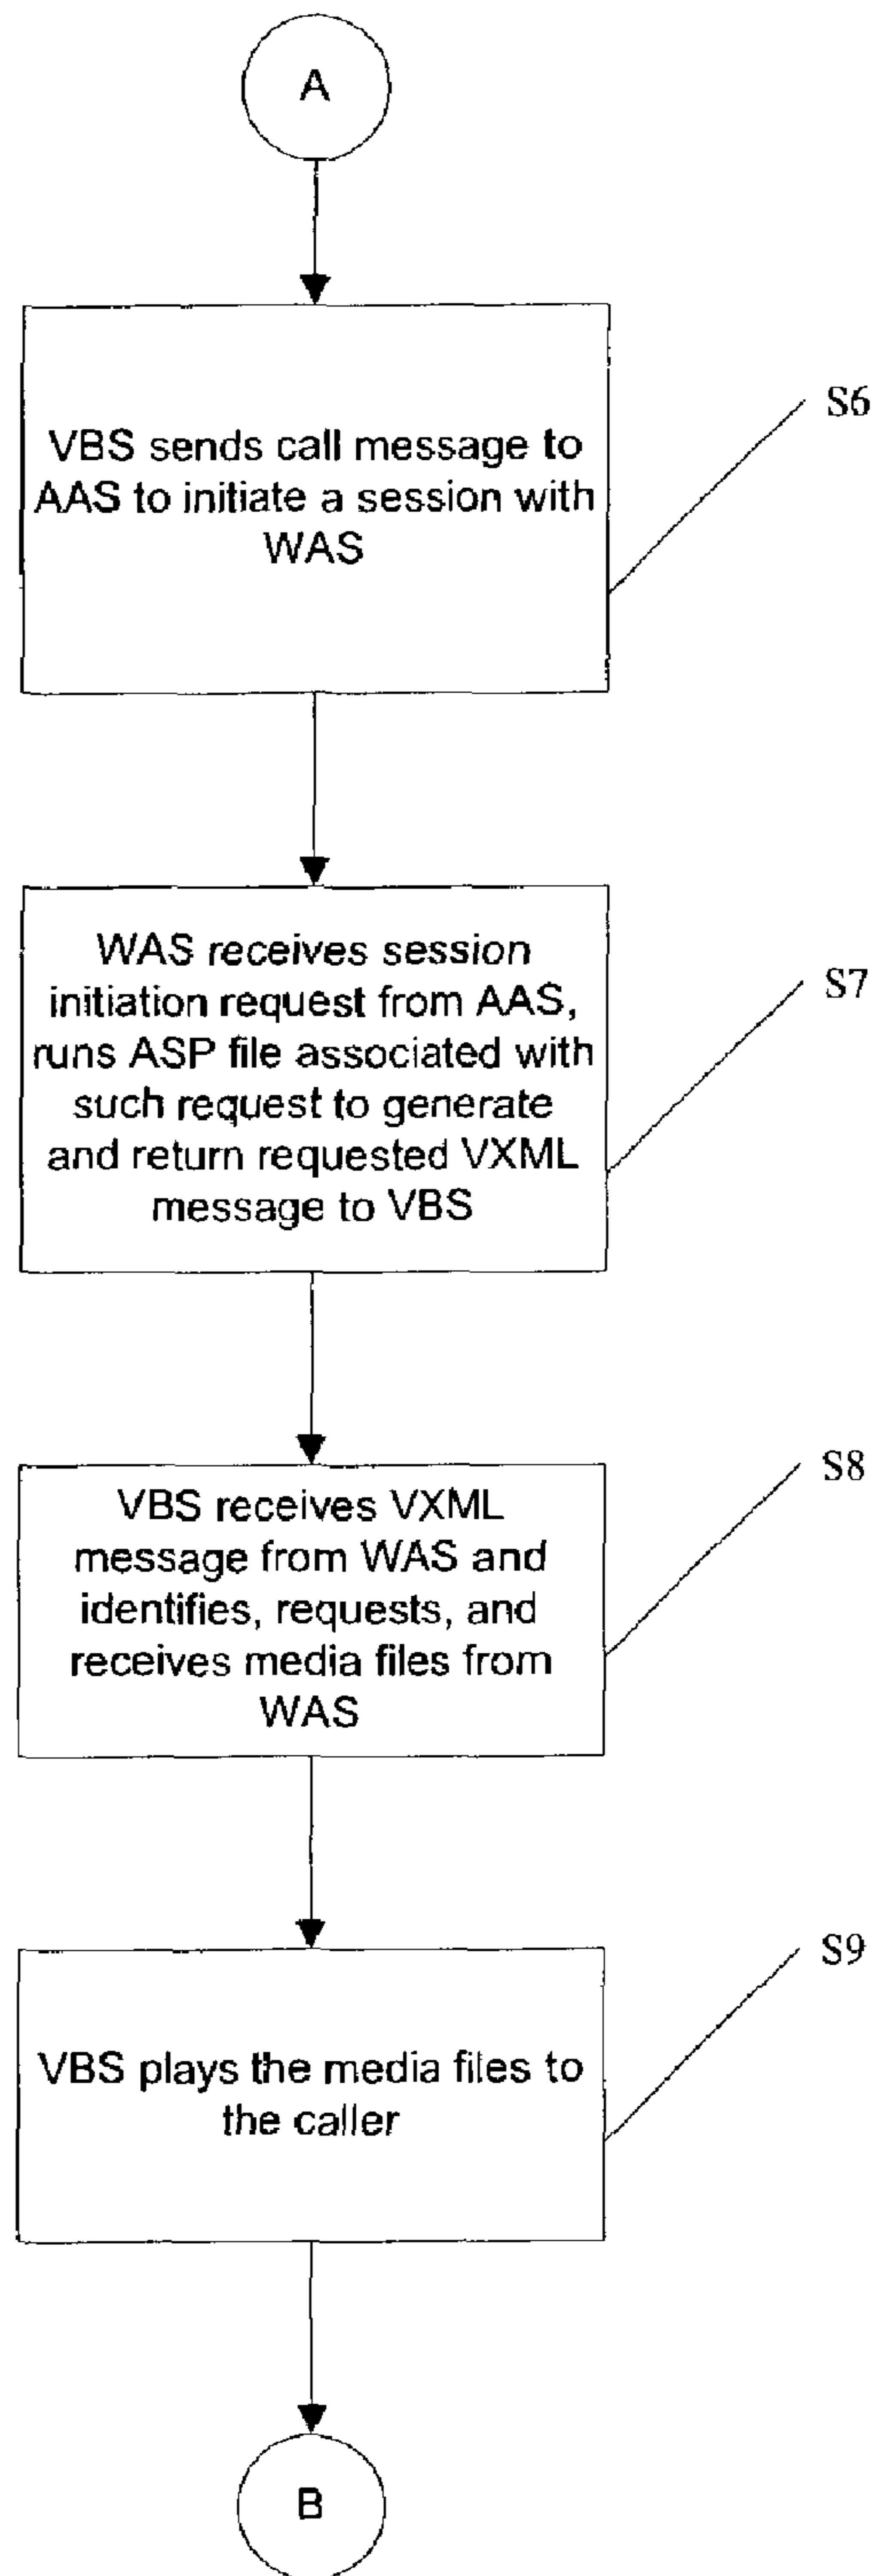 A
VBS sends call message to
AAS to initiate a session with
WAS
S6
WAS receives session
initiation request from AAS,
runs ASP file associated with
such request to generate
and return requested VXML
message to VBS
S7
VBS receives VXML
message from WAS and
identifies, requests, and
receives media files from
WAS
S8
VBS plays the media files to
the caller
S9
B